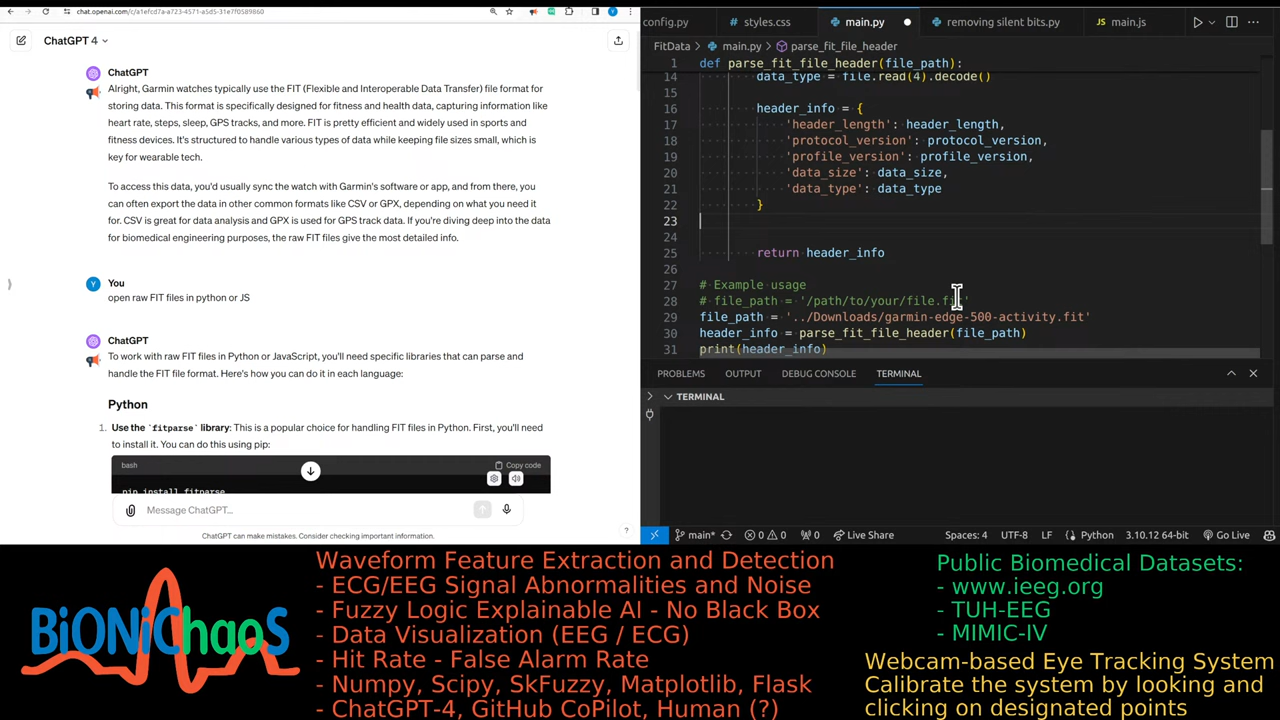 chat.openai.com/c/a1efcd7a-a723-4571-a5d5-31e7f0589860
ChatGPT 4
ChatGPT
Alright, Garmin watches typically use the FIT (Flexible and Interoperable Data Transfer) file format for
storing data. This format is specifically designed for fitness and health data, capturing information like
heart rate, steps, sleep, GPS tracks, and more. FIT is pretty efficient and widely used in sports and
fitness devices. It's structured to handle various types of data while keeping file sizes small, which is
key for wearable tech.
To access this data, you'd usually sync the watch with Garmin's software or app, and from there, you
can often export the data in other common formats like CSV or GPX, depending on what you need it
for. CSV is great for data analysis and GPX is used for GPS track data. If you're diving deep into the data
for biomedical engineering purposes, the raw FIT files give the most detailed info.
Y
You
open raw FIT files in python or JS
ChatGPT
To work with raw FIT files in Python or JavaScript, you'll need specific libraries that can parse and
handle the FIT file format. Here's how you can do it in each language:
Python
1. Use the `fitparse` library: This is a popular choice for handling FIT files in Python. First, you'll need
to install it. You can do this using pip:
bash
Copy code
pip install fitparse
Message ChatGPT...
ChatGPT can make mistakes. Consider checking important information.
?
config.py
styles.css
main.py
removing silent bits.py
JS main.js
FitData > main.py > parse_fit_file_header
1 def parse_fit_file_header(file_path):
14 data_type = file.read(4).decode()
15
16 header_info = {
17 'header_length': header_length,
18 'protocol_version': protocol_version,
19 'profile_version': profile_version,
20 'data_size': data_size,
21 'data_type': data_type
22 }
23
24
25 return header_info
26
27 # Example usage
28 # file_path = '/path/to/your/file.fit'
29 file_path = '../Downloads/garmin-edge-500-activity.fit'
30 header_info = parse_fit_file_header(file_path)
31 print(header_info)
PROBLEMS OUTPUT DEBUG CONSOLE TERMINAL
TERMINAL
main* 0 0 0 Live Share Spaces: 4 UTF-8 LF Python 3.10.12 64-bit Go Live
BiONiChaoS
Waveform Feature Extraction and Detection
- ECG/EEG Signal Abnormalities and Noise
- Fuzzy Logic Explainable AI - No Black Box
- Data Visualization (EEG / ECG)
- Hit Rate - False Alarm Rate
- Numpy, Scipy, SkFuzzy, Matplotlib, Flask
- ChatGPT-4, GitHub CoPilot, Human (?)
Public Biomedical Datasets:
- www.ieeg.org
- TUH-EEG
- MIMIC-IV
Webcam-based Eye Tracking System
Calibrate the system by looking and
clicking on designated points